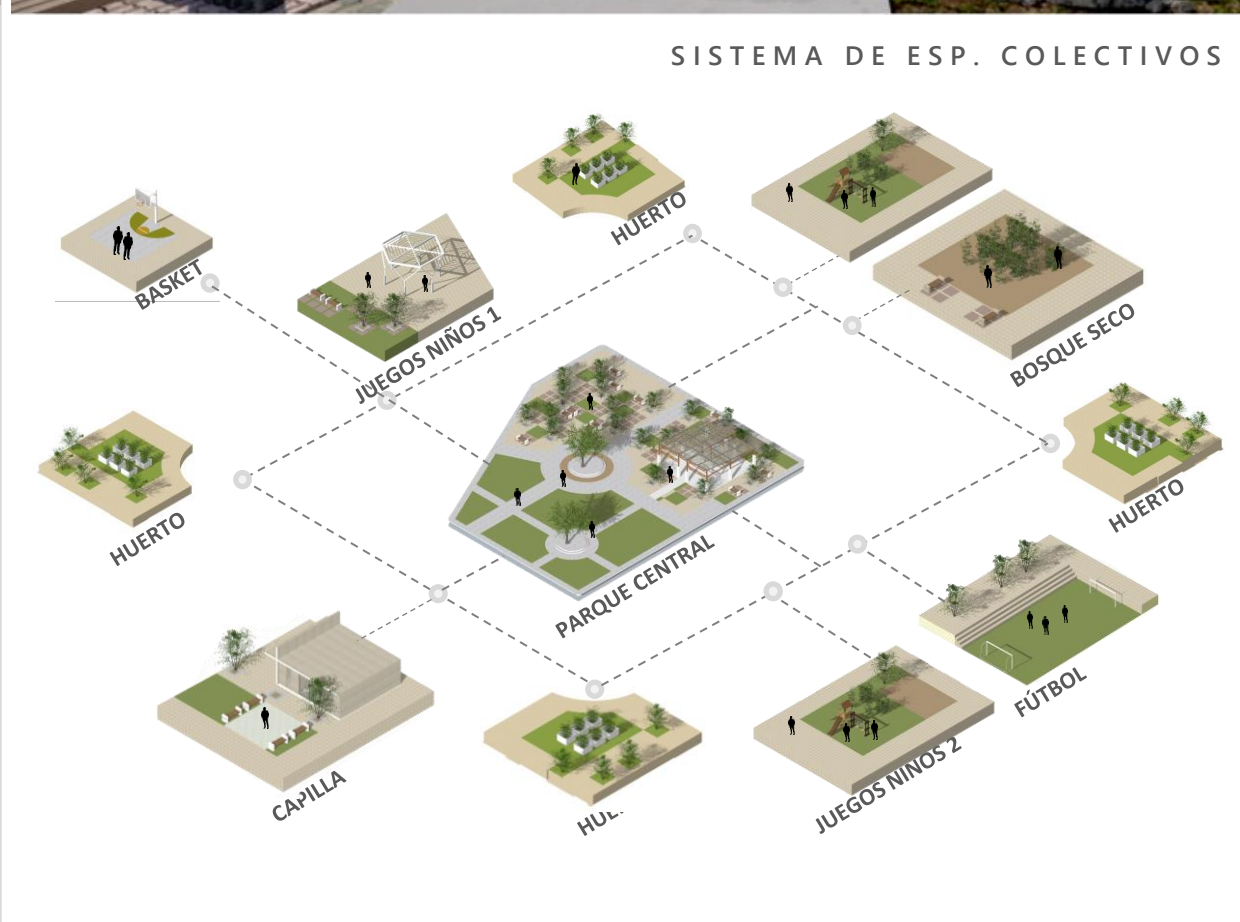 SISTEMA DE ESP. COLECTIVOS
HUERTO
BASKET
JUEGOS NIÑOS 1
BOSQUE SECO
HUERTO
HUERTO
PARQUE CENTRAL
FÚTBOL
CAPILLA
JUEGOS NINOS 2